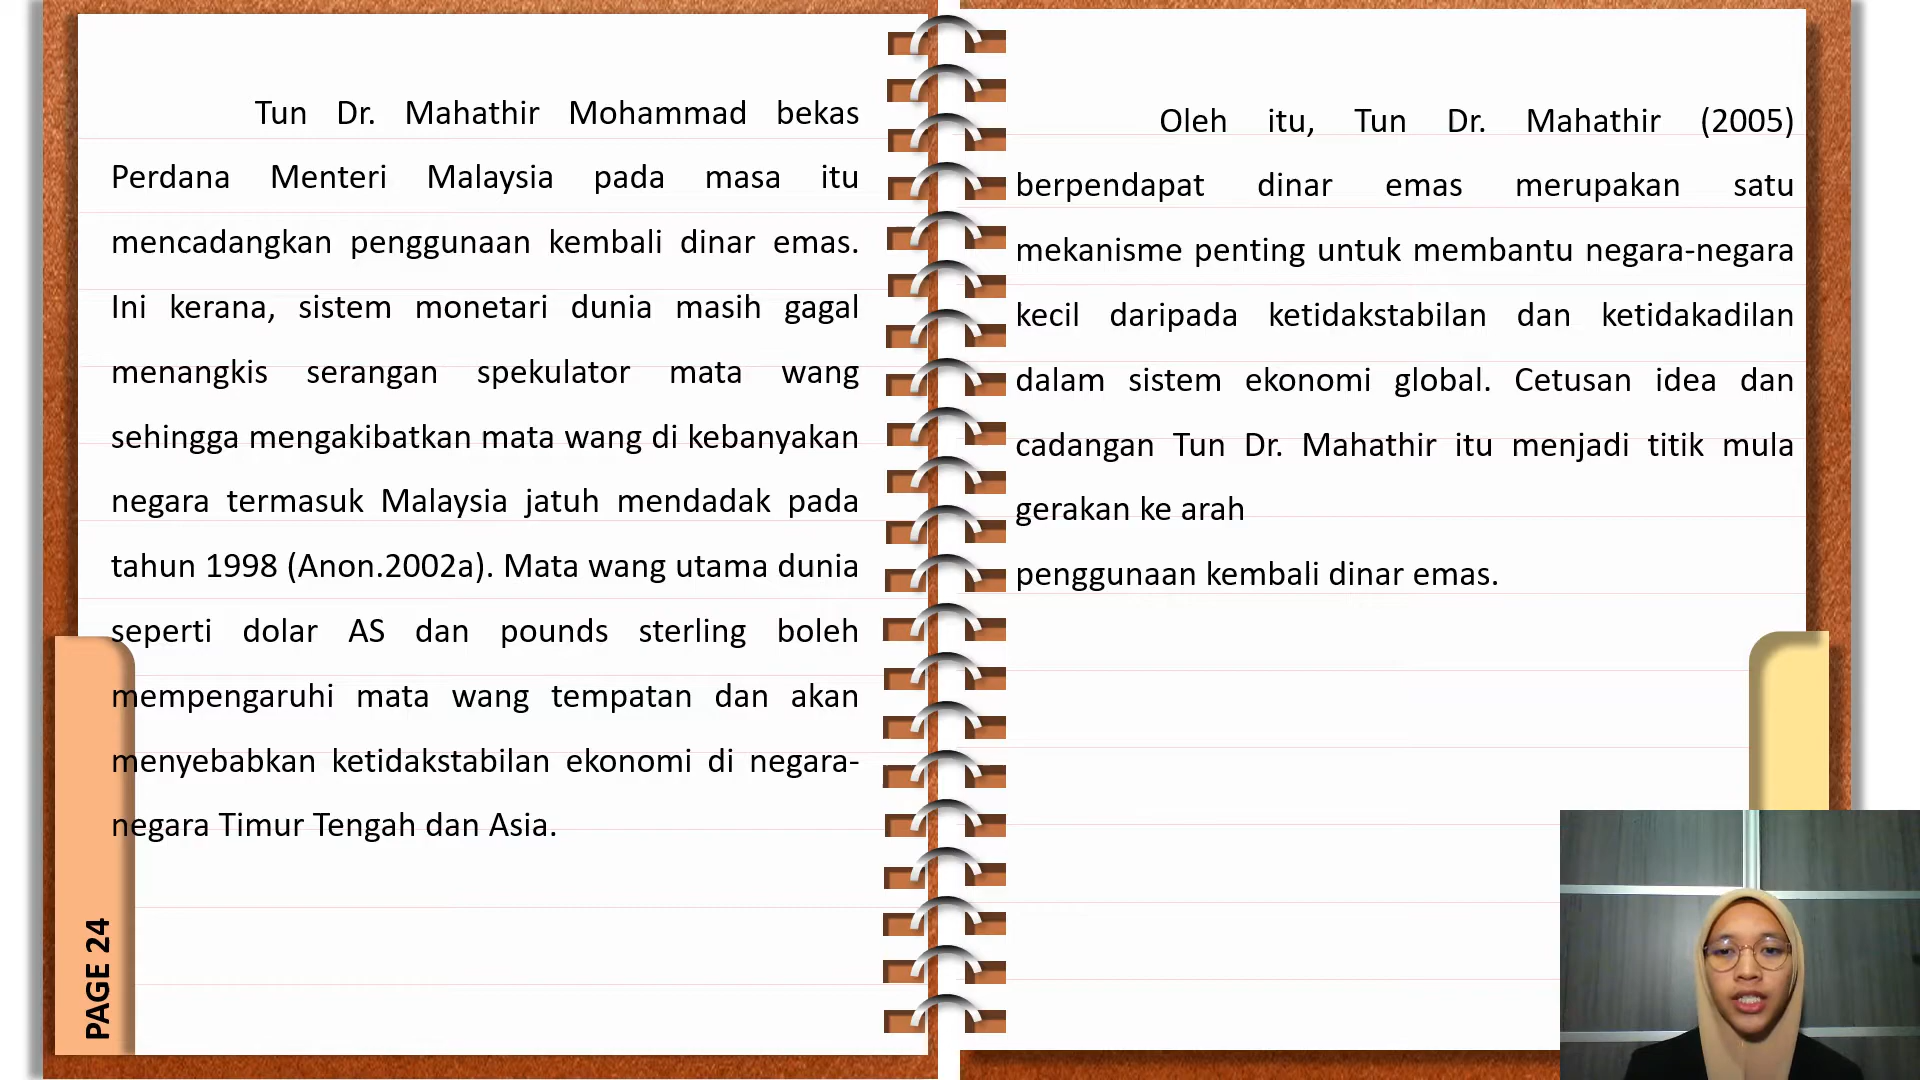 Tun Dr. Mahathir Mohammad bekas
Perdana Menteri Malaysia pada masa itu
mencadangkan penggunaan kembali dinar emas.
Ini kerana, sistem monetari dunia masih gagal
menangkis serangan spekulator mata wang
sehingga mengakibatkan mata wang di kebanyakan
negara termasuk Malaysia jatuh mendadak pada
tahun 1998 (Anon.2002a). Mata wang utama dunia
seperti dolar AS dan pounds sterling boleh
mempengaruhi mata wang tempatan dan akan
menyebabkan ketidakstabilan ekonomi di negara-
negara Timur Tengah dan Asia.
PAGE 24
Oleh itu, Tun Dr. Mahathir (2005)
berpendapat dinar emas merupakan satu
mekanisme penting untuk membantu negara-negara
kecil daripada ketidakstabilan dan ketidakadilan
dalam sistem ekonomi global. Cetusan idea dan
cadangan Tun Dr. Mahathir itu menjadi titik mula
gerakan ke arah
penggunaan kembali dinar emas.